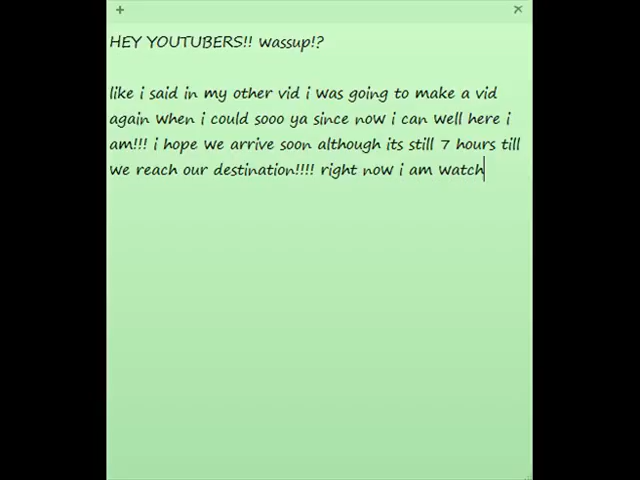 HEY YOUTUBERS!! Wassup!?
like i said in my other vid i was going to make a vid
again when i could sooo ya since now i can well here i
am!!! i hope we arrive soon although its still 7 hours till
we reach our destination!!!! right now i am watch